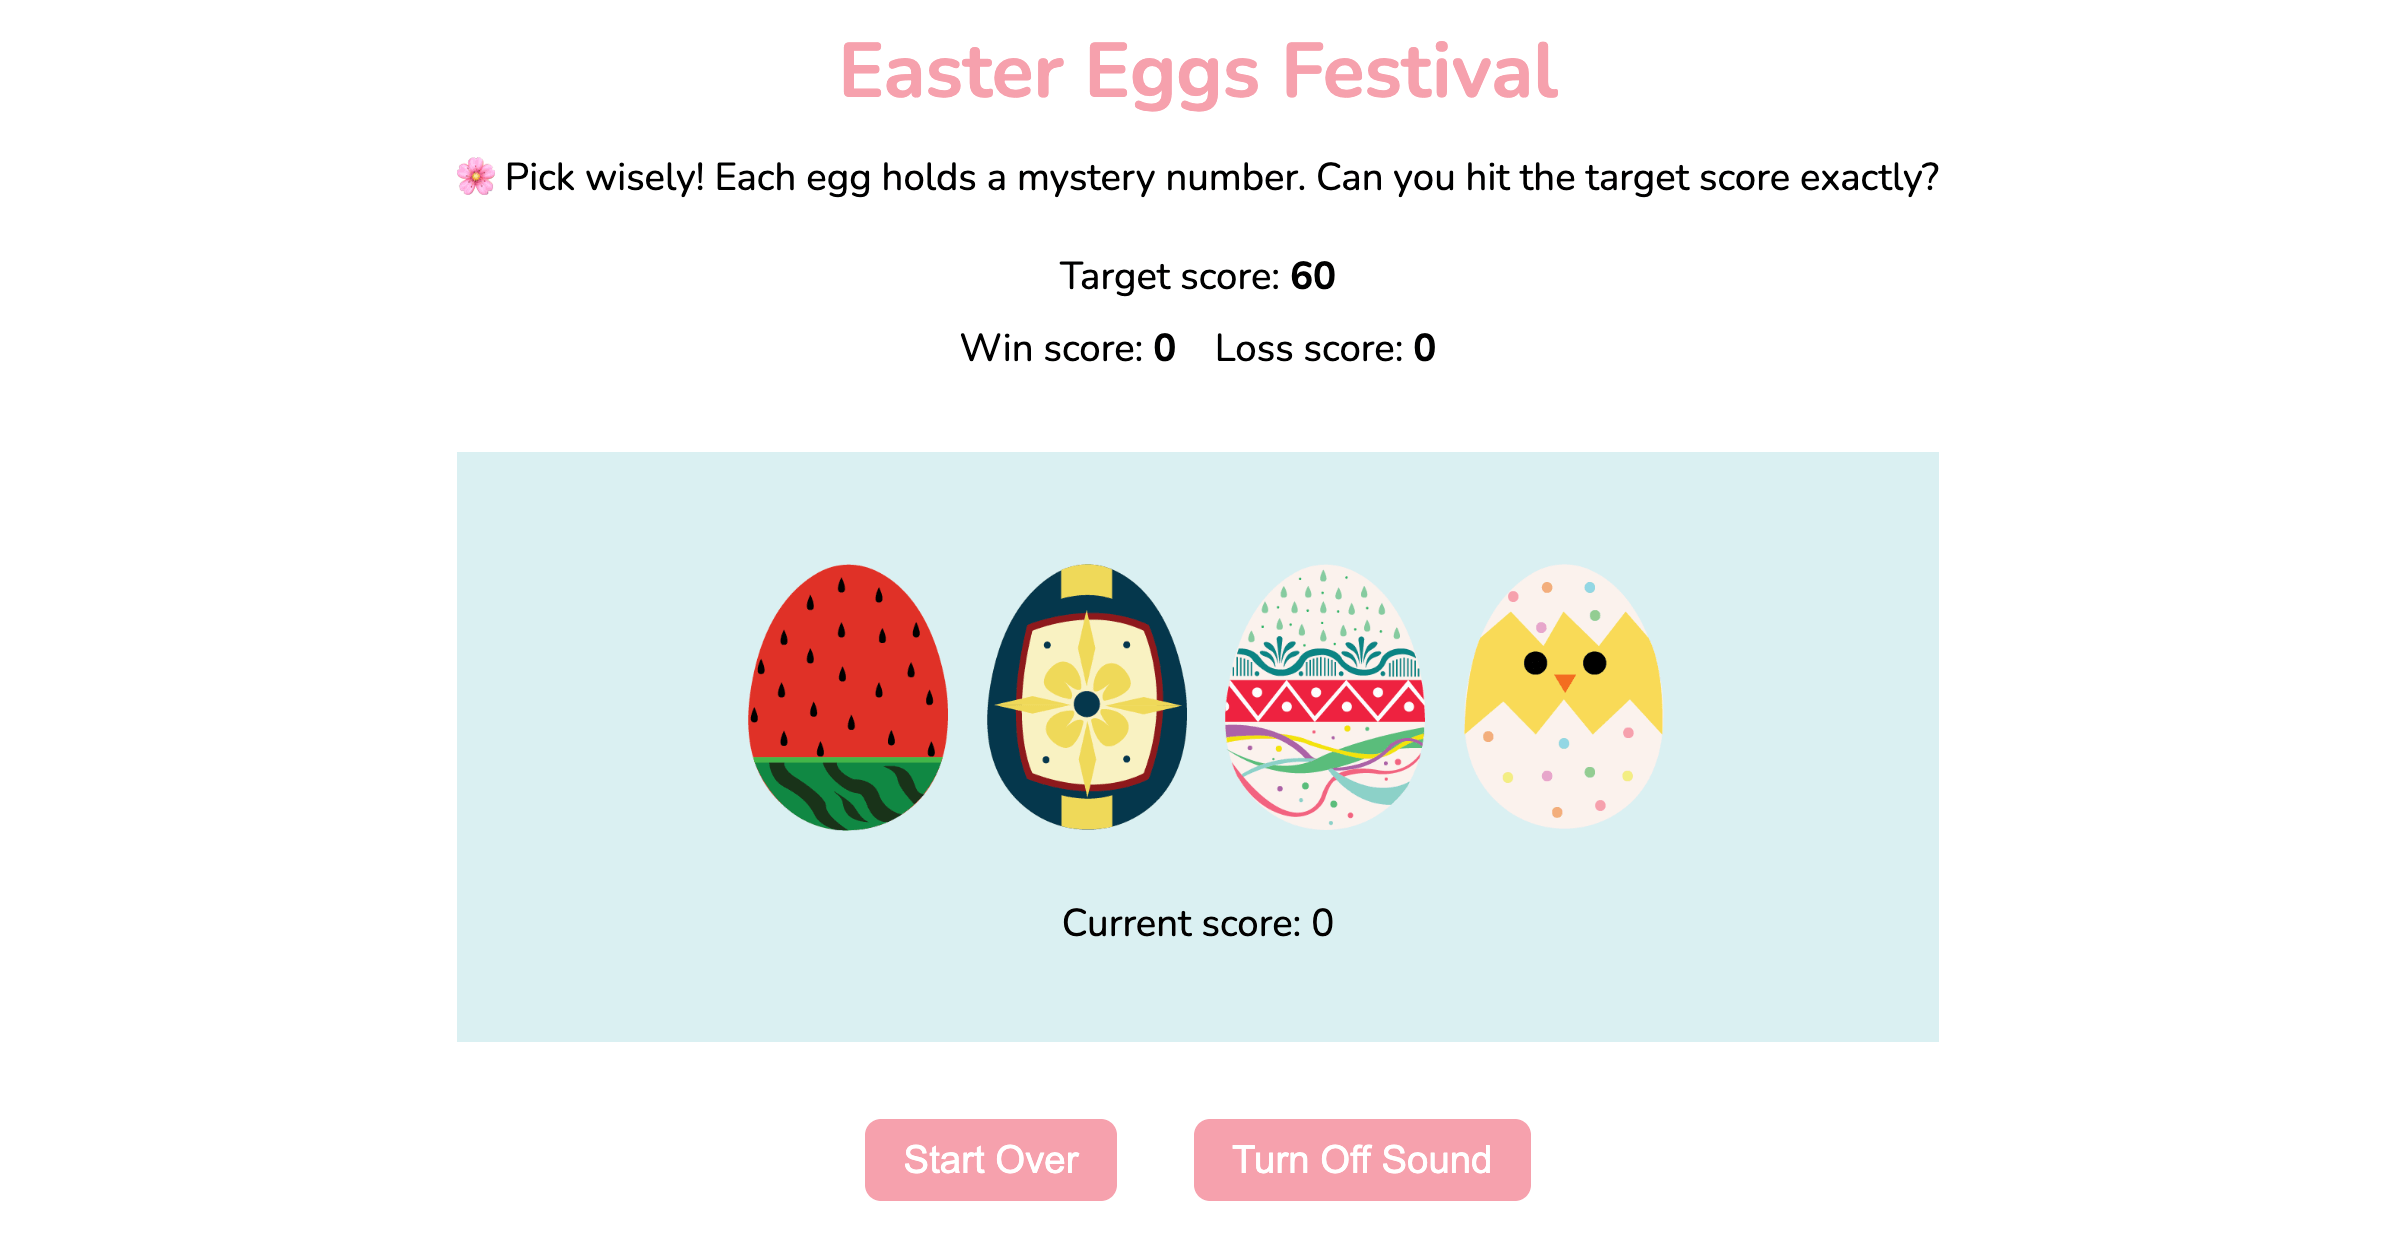 Easter Eggs Festival
🌸 Pick wisely! Each egg holds a mystery number. Can you hit the target score exactly?
Target score: 60
Win score: 0 Loss score: 0
Current score: 0
Start Over
Turn Off Sound